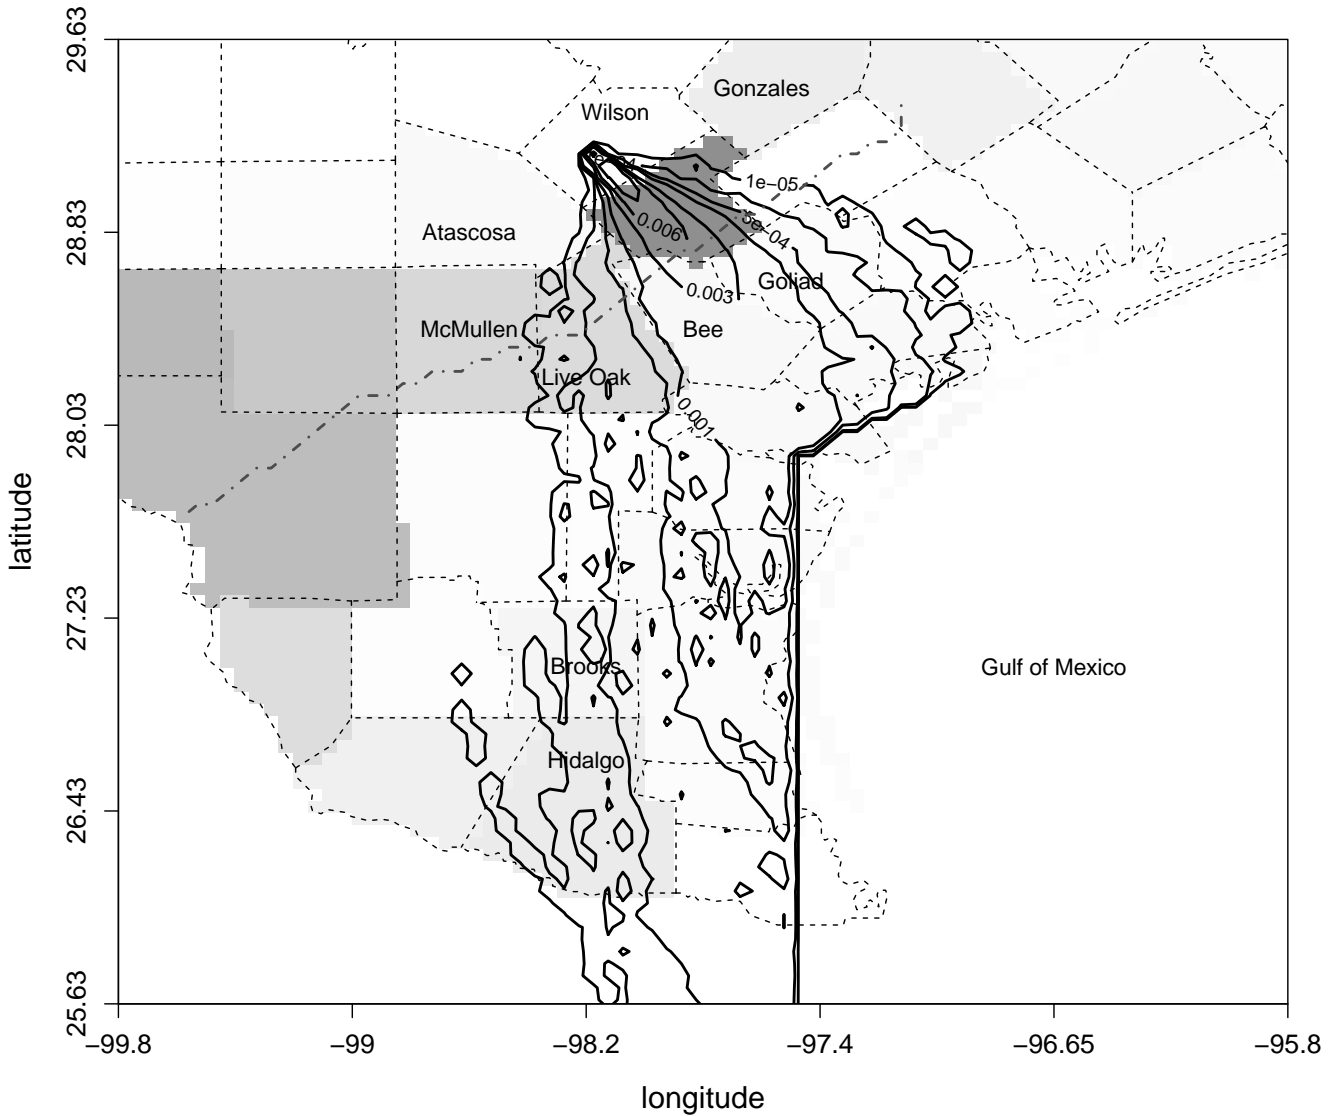 29.63
28.83
28.03
27.23
26.43
25.63
latitude
Gonzales
Wilson
1e−05
Atascosa
0.006
5e−04
Goliad
0.003
McMullen
Bee
Live Oak
0.001
Brooks
Gulf of Mexico
Hidalgo
−99.8
−99
−98.2
−97.4
−96.65
−95.8
longitude